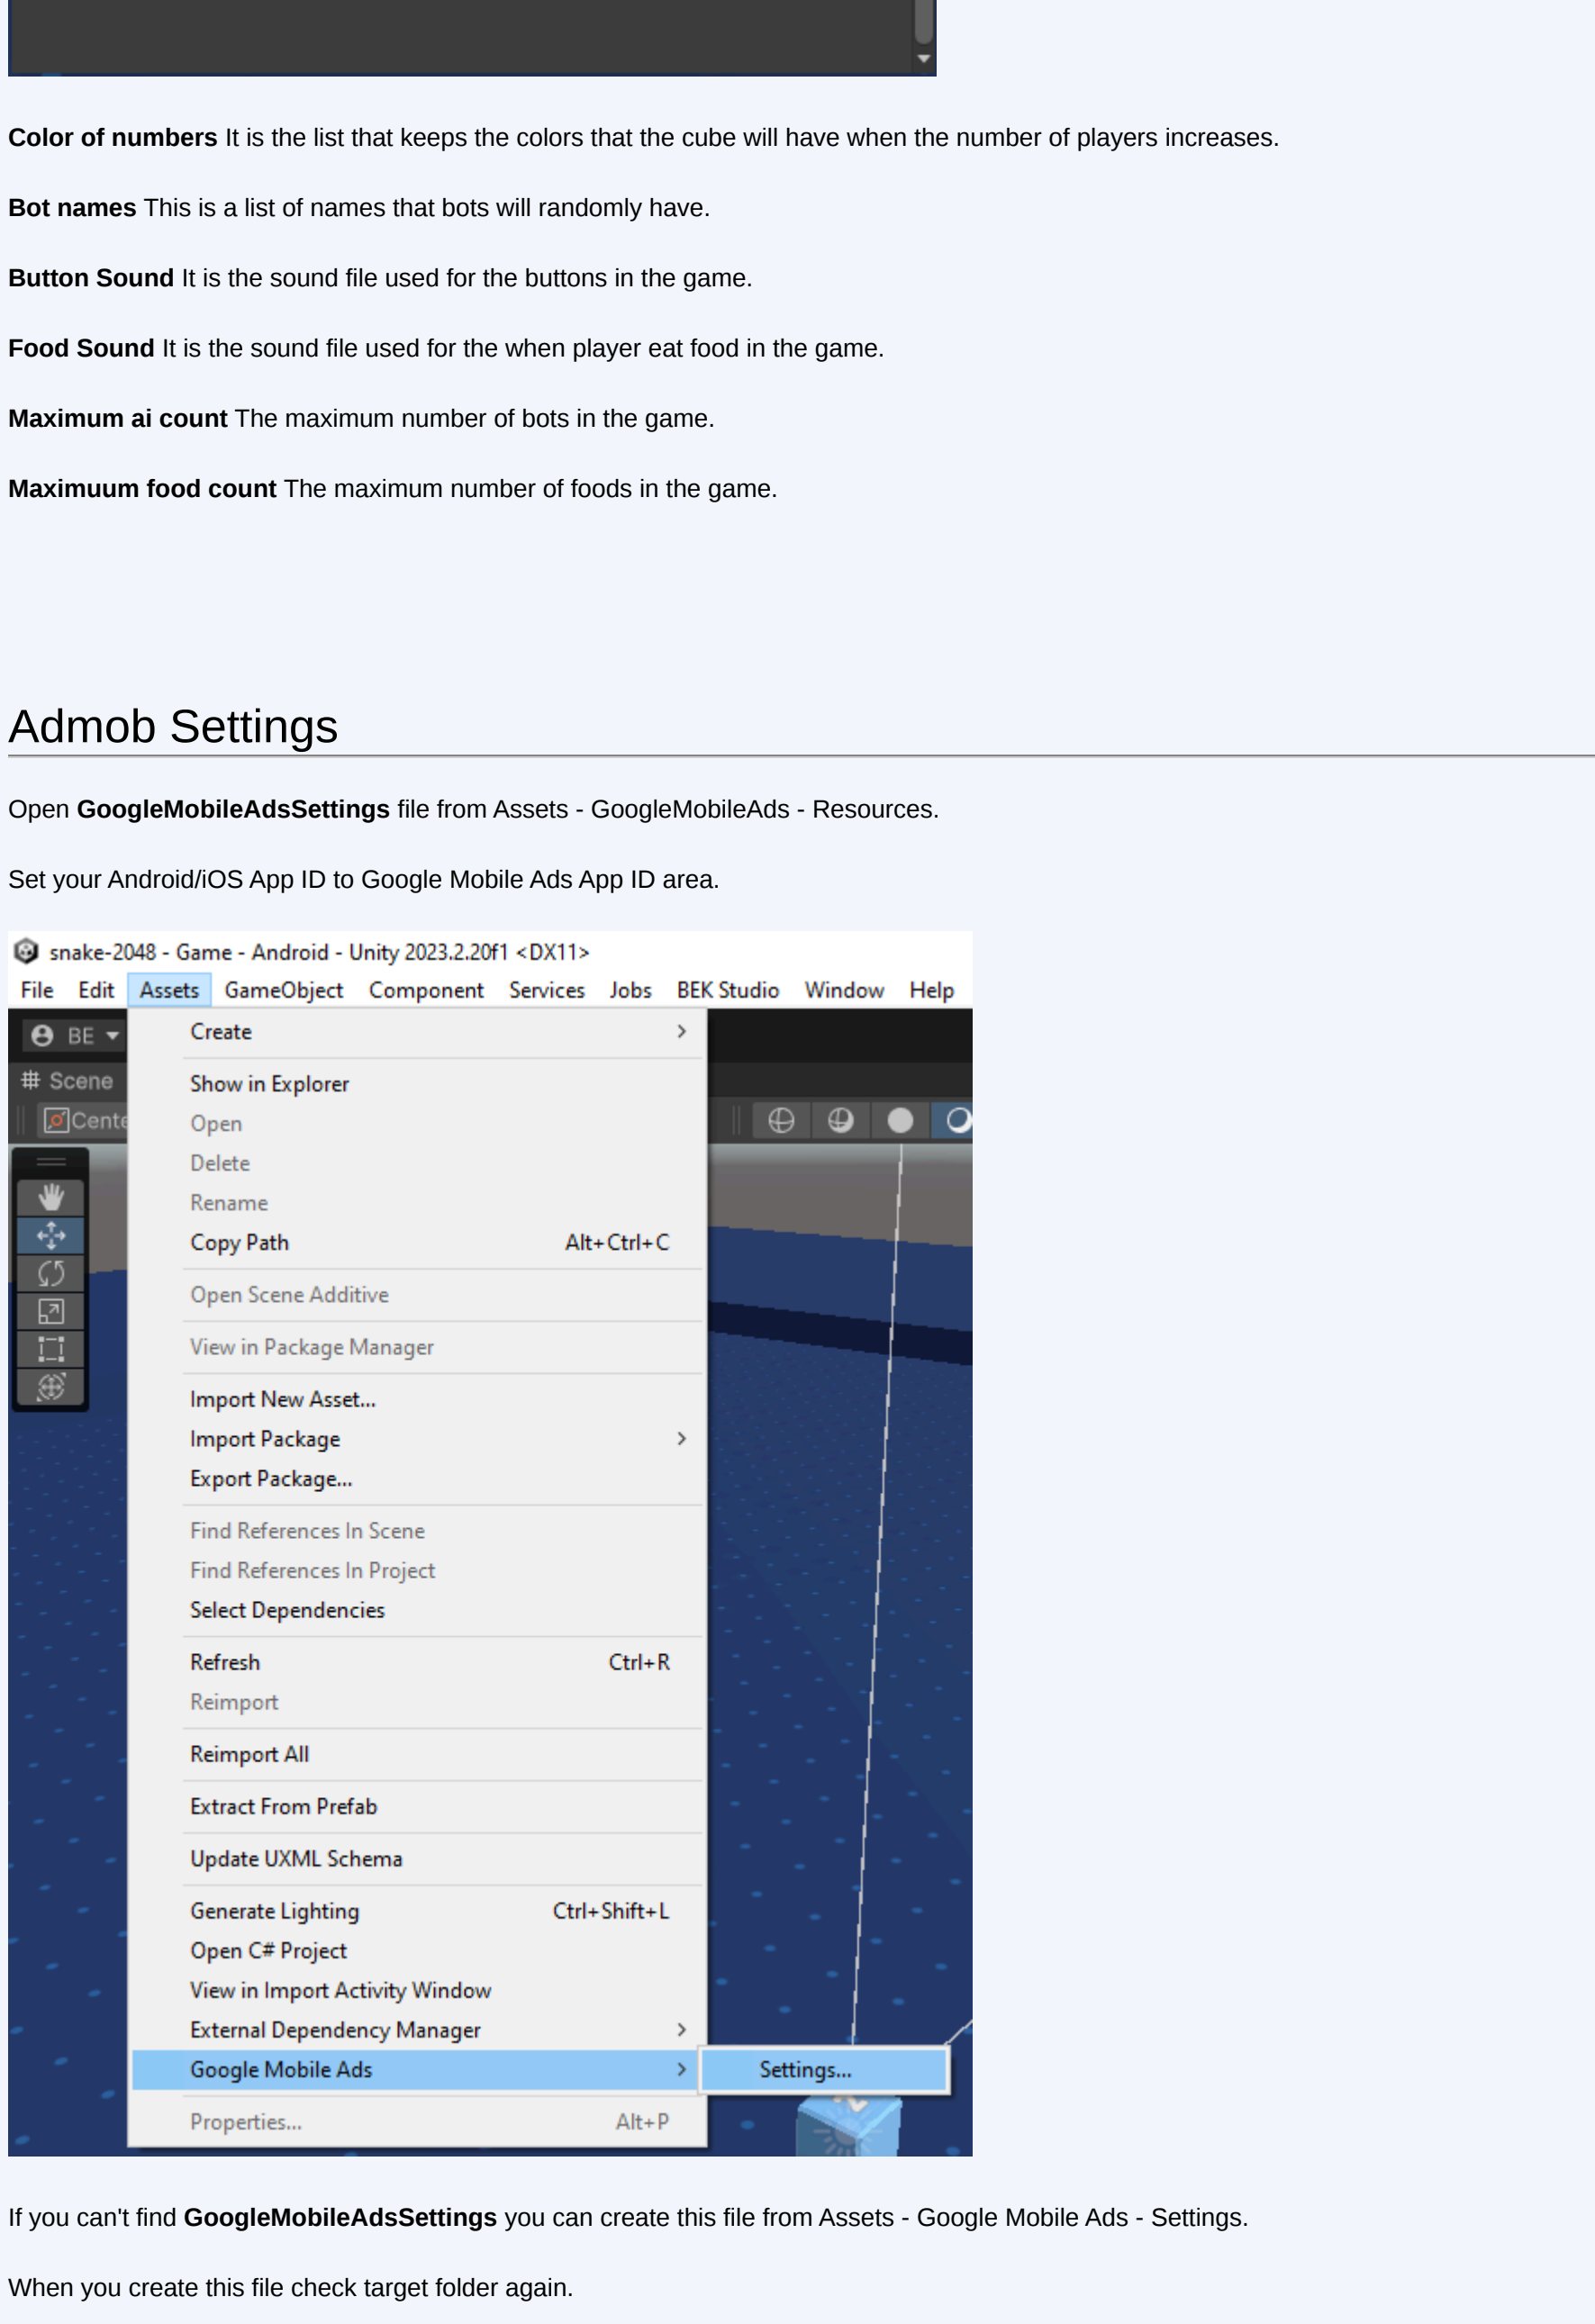 Color of numbers It is the list that keeps the colors that the cube will have when the number of players increases.
Bot names This is a list of names that bots will randomly have.
Button Sound It is the sound file used for the buttons in the game.
Food Sound It is the sound file used for the when player eat food in the game.
Maximum ai count The maximum number of bots in the game.
Maximuum food count The maximum number of foods in the game.
Admob Settings
Open GoogleMobileAdsSettings file from Assets - GoogleMobileAds - Resources.
Set your Android/iOS App ID to Google Mobile Ads App ID area.
snake-2048 - Game - Android - Unity 2023.2.20f1 <DX11>
File Edit Assets GameObject Component Services Jobs BEK Studio Window Help
BE
Create
Scene
Show in Explorer
Cente
Open
Delete
Rename
Copy Path Alt+Ctrl+C
Open Scene Additive
View in Package Manager
Import New Asset...
Import Package
Export Package...
Find References In Scene
Find References In Project
Select Dependencies
Refresh Ctrl+R
Reimport
Reimport All
Extract From Prefab
Update UXML Schema
Generate Lighting Ctrl+Shift+L
Open C# Project
View in Import Activity Window
External Dependency Manager
Google Mobile Ads Settings...
Properties... Alt+P
If you can't find GoogleMobileAdsSettings you can create this file from Assets - Google Mobile Ads - Settings.
When you create this file check target folder again.